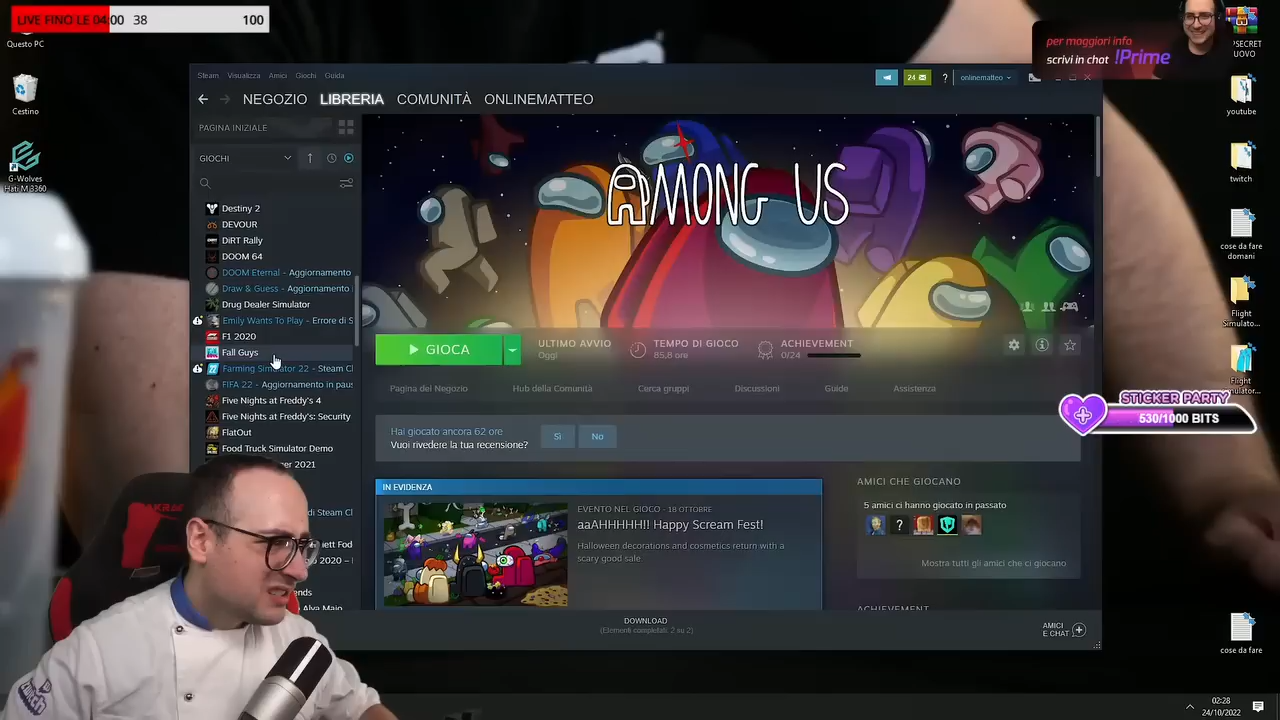 LIVE FINO LE 04:00 38 100
Questo PC
Cestino
G-Wolves
Hati M 3360
Steam Visualizza Amici Giochi Guida
24
?
onlinematteo
NEGOZIO LIBRERIA COMUNITÀ ONLINEMATTEO
PAGINA INIZIALE
GIOCHI
Destiny 2
DEVOUR
DiRT Rally
DOOM 64
DOOM Eternal - Aggiornamento
Draw & Guess - Aggiornamento
Drug Dealer Simulator
Emily Wants To Play - Errore di S
F1 2020
Fall Guys
Farming Simulator 22 - Steam Cl
FIFA 22 - Aggiornamento in paus
Five Nights at Freddy's 4
Five Nights at Freddy's: Security
FlatOut
Food Truck Simulator Demo
2021
AMONG US
GIOCA
ULTIMO AVVIO
Oggi
TEMPO DI GIOCO
85,8 ore
ACHIEVEMENT
0/24
Pagina del Negozio Hub della Comunità Cerca gruppi Discussioni Guide Assistenza
Hai giocato ancora 62 ore
Vuoi rivedere la tua recensione?
Sì
No
IN EVIDENZA
EVENTO NEL GIOCO - 18 OTTOBRE
aaAHHHHH!! Happy Scream Fest!
Halloween decorations and cosmetics return with a
scary good sale
AMICI CHE GIOCANO
5 amici ci hanno giocato in passato
?
Mostra tutti gli amici che ci giocano
ACHIEVEMENT
DOWNLOAD
(Elementi completati: 2 su 2)
AMICI
E CHAT
per maggiori info
scrivi in chat !Prime
UOVO
youtube
twitch
come da fare
domani
Flight
Simulato...
Flight
STICKER PARTY
530/1000 BITS
cose da fare
02:28
24/10/2022
AKRacing
twitch